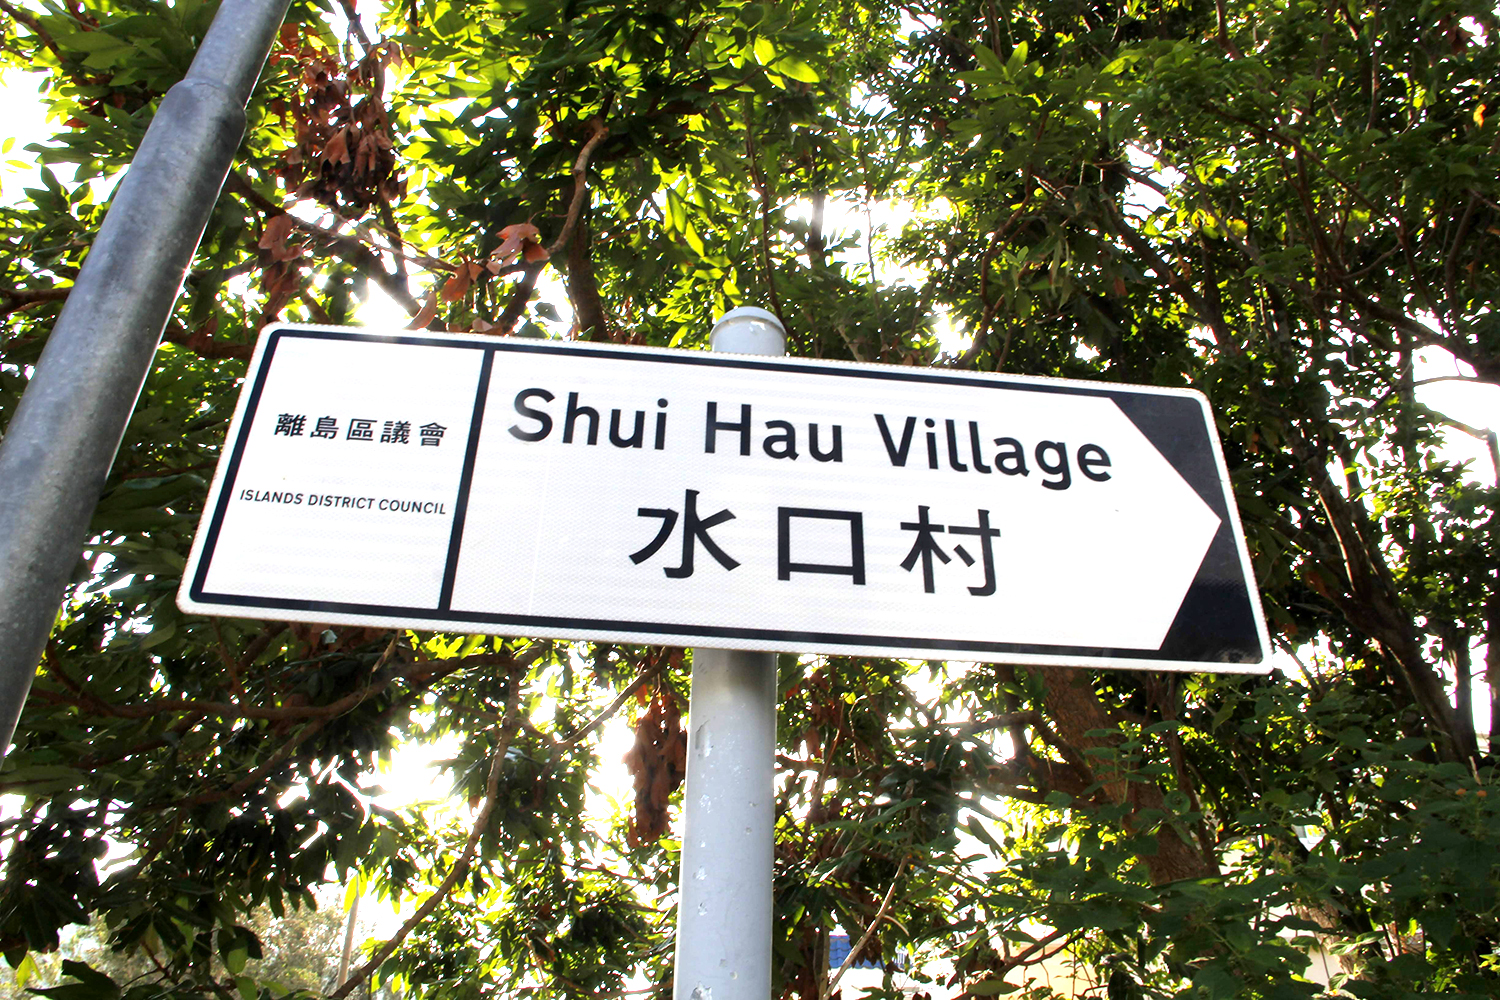 離島區議會
ISLANDS DISTRICT COUNCIL
Shui Hau Village
水口村